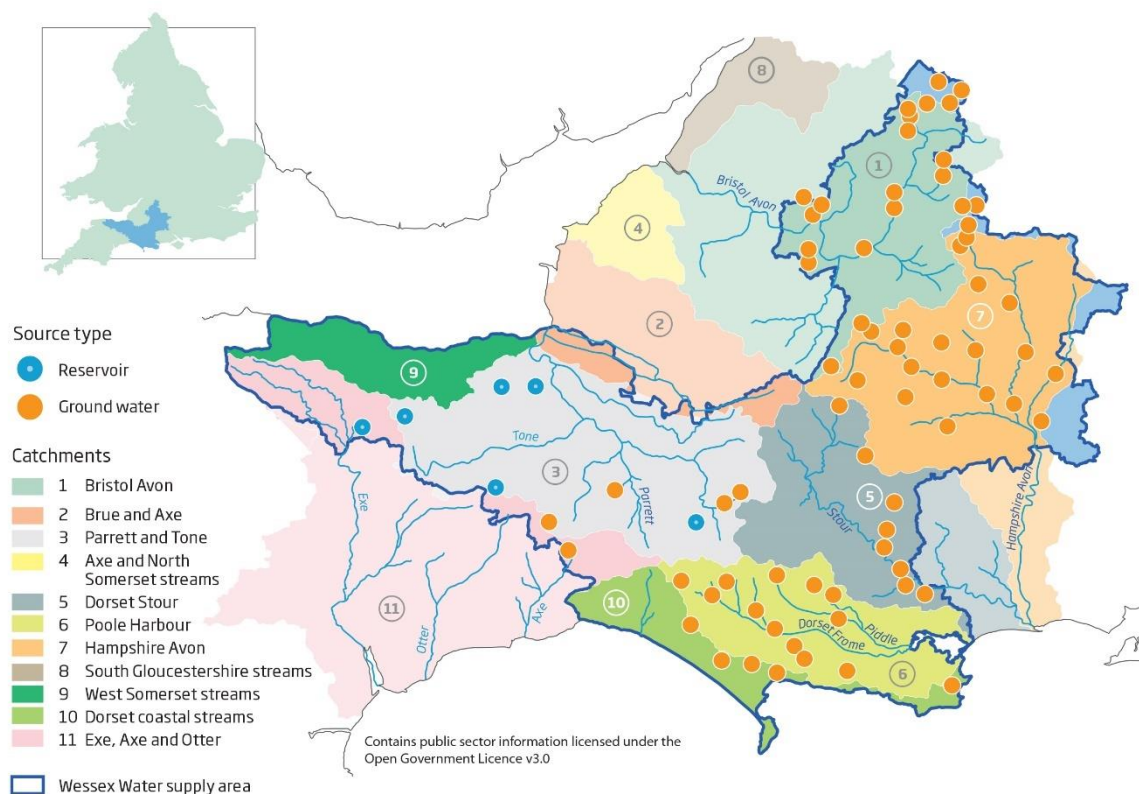 8
1
Bristol Avon
4
7
2
9
Tone
3
Parrett
5
Stour
Hampshire Avon
Exe
11
Otter
Axe
10
Piddle
Dorset Frome
6
Source type
Reservoir
Ground water
Catchments
1 Bristol Avon
2 Brue and Axe
3 Parrett and Tone
4 Axe and North
Somerset streams
5 Dorset Stour
6 Poole Harbour
7 Hampshire Avon
8 South Gloucestershire streams
9 West Somerset streams
10 Dorset coastal streams
11 Exe, Axe and Otter
Wessex Water supply area
Contains public sector information licensed under the
Open Government Licence v3.0